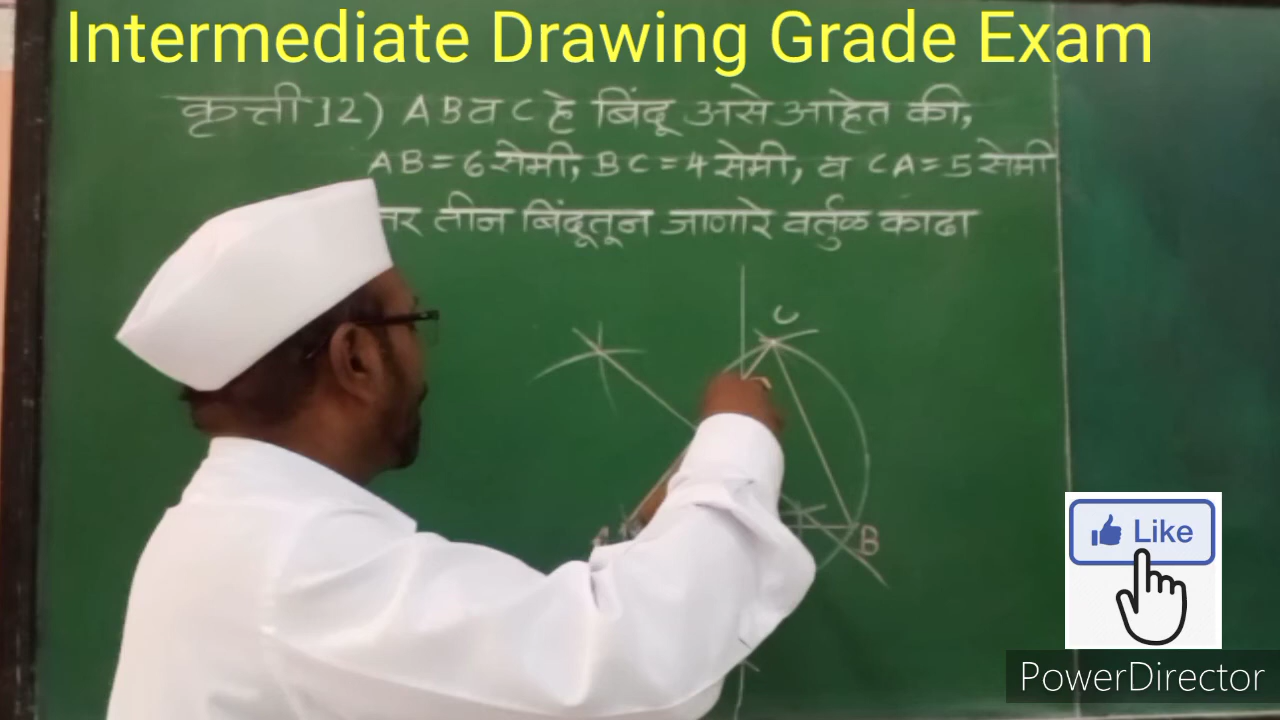 Intermediate Drawing Grade Exam
कृत्ती 12) A B व C हे बिंदू असे आहेत की,
AB = 6 सेमी, BC = 4 सेमी, व CA = 5 सेमी
तर तीन बिंदूतून जाणारे वर्तुळ काढा
C
A
B
Like
PowerDirector